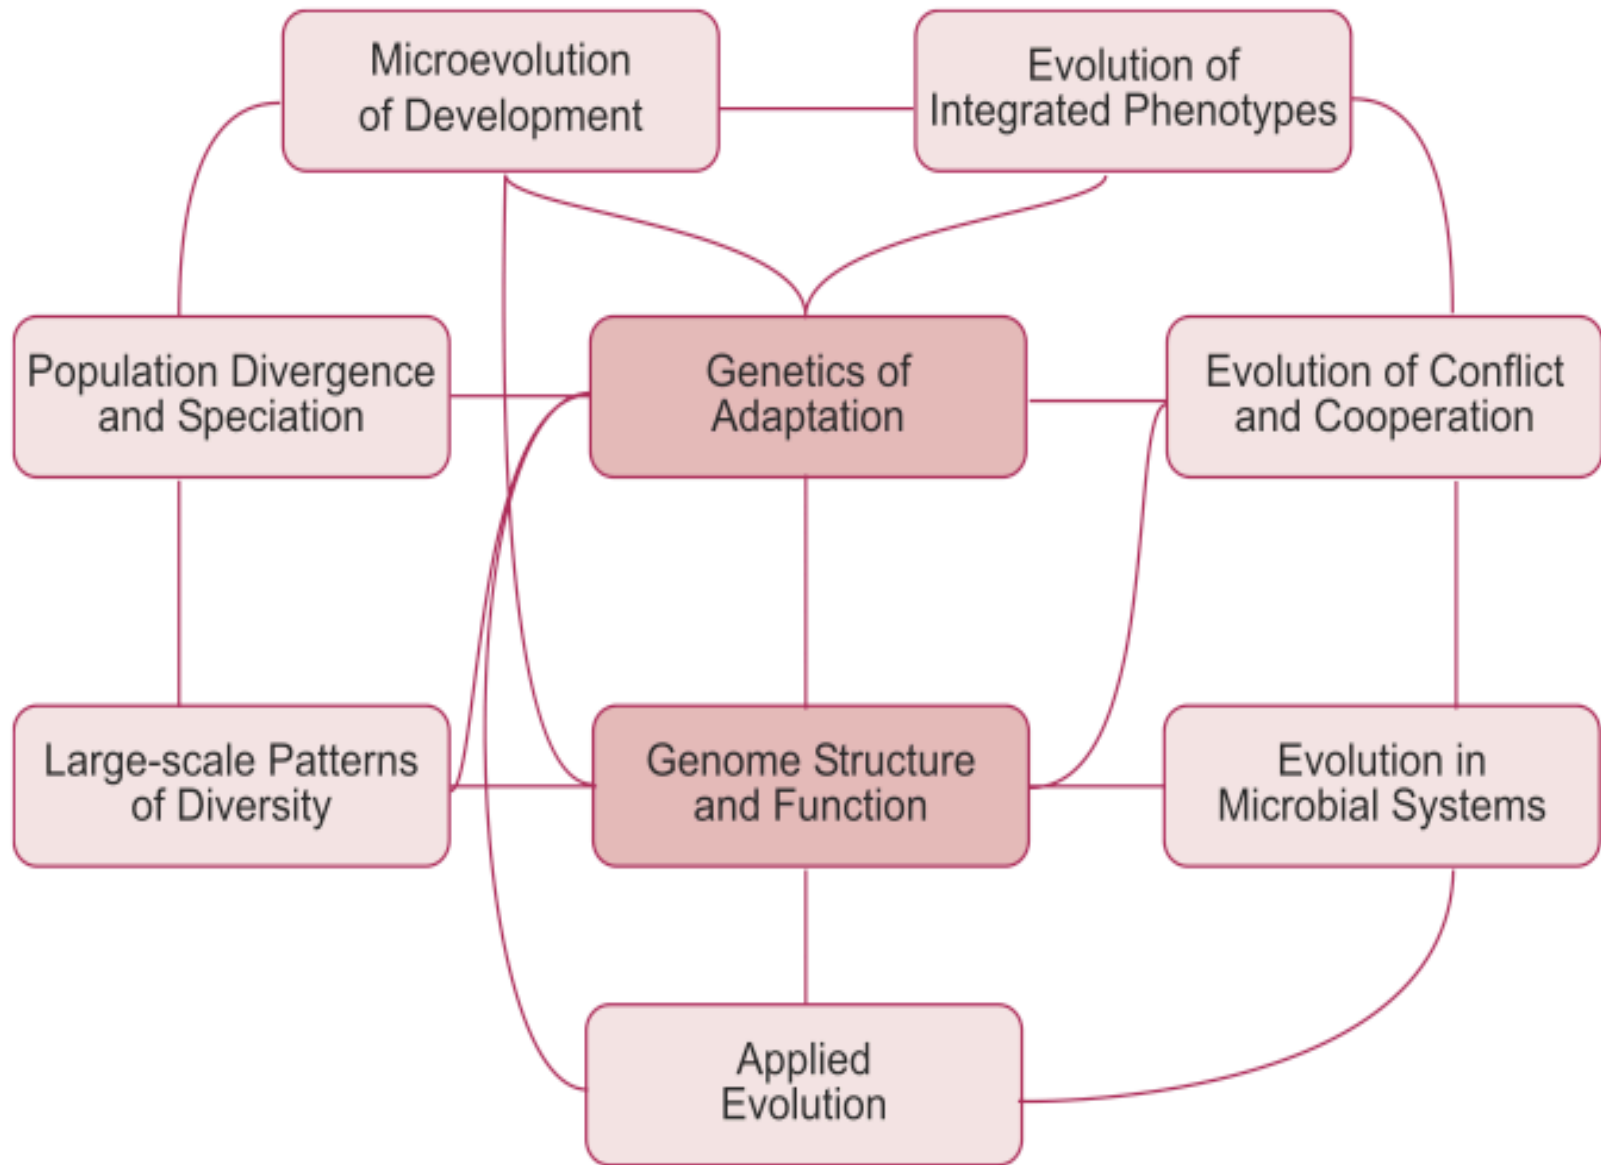 Microevolution
of Development
Evolution of
Integrated Phenotypes
Population Divergence
and Speciation
Genetics of
Adaptation
Evolution of Conflict
and Cooperation
Large-scale Patterns
of Diversity
Genome Structure
and Function
Evolution in
Microbial Systems
Applied
Evolution